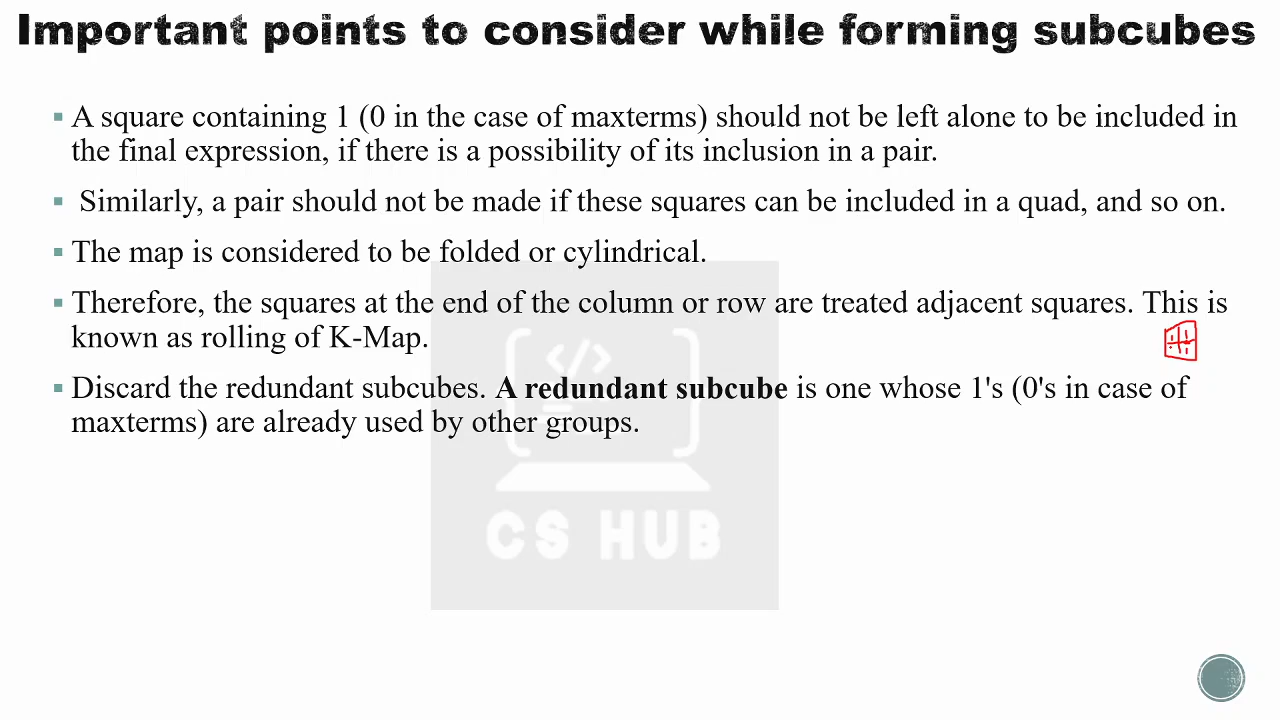 Important points to consider while forming subcubes
A square containing 1 (0 in the case of maxterms) should not be left alone to be included in
the final expression, if there is a possibility of its inclusion in a pair.
Similarly, a pair should not be made if these squares can be included in a quad, and so on.
The map is considered to be folded or cylindrical.
Therefore, the squares at the end of the column or row are treated adjacent squares. This is
known as rolling of K-Map.
Discard the redundant subcubes. A redundant subcube is one whose 1's (0's in case of
maxterms) are already used by other groups.
</>
CS HUB